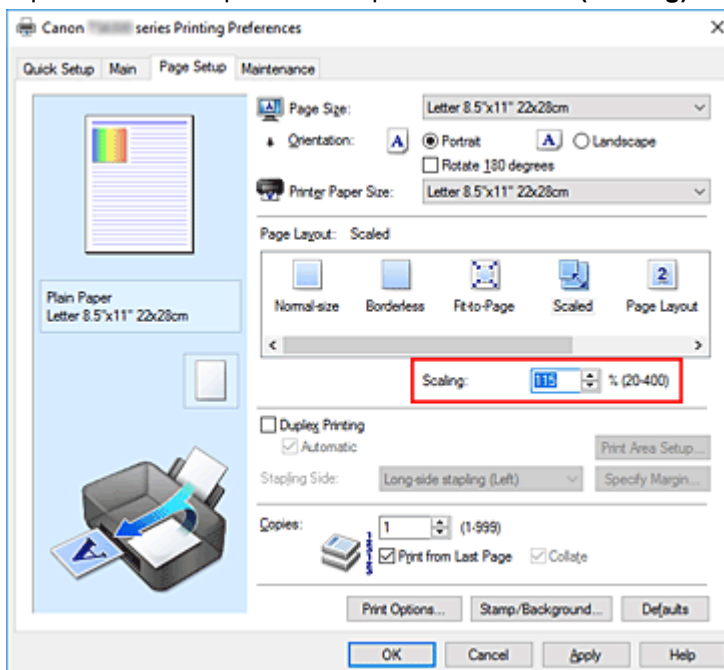 Canon series Printing Preferences
Quick Setup Main Page Setup Maintenance
Page Size: Letter 8.5"x11" 22x28cm
Orientation: A Portrait A Landscape
Rotate 180 degrees
Printer Paper Size: Letter 8.5"x11" 22x28cm
Page Layout: Scaled
Normal-size Borderless Fit-to-Page Scaled 2 Page Layout
Plain Paper
Letter 8.5"x11" 22x28cm
Scaling: 115 % (20-400)
Duplex Printing
Automatic
Print Area Setup...
Stapling Side: Long-side stapling (Left) Specify Margin...
Copies: 1 (1-999)
Print from Last Page Collate
A
Print Options... Stamp/Background... Defaults
OK Cancel Apply Help